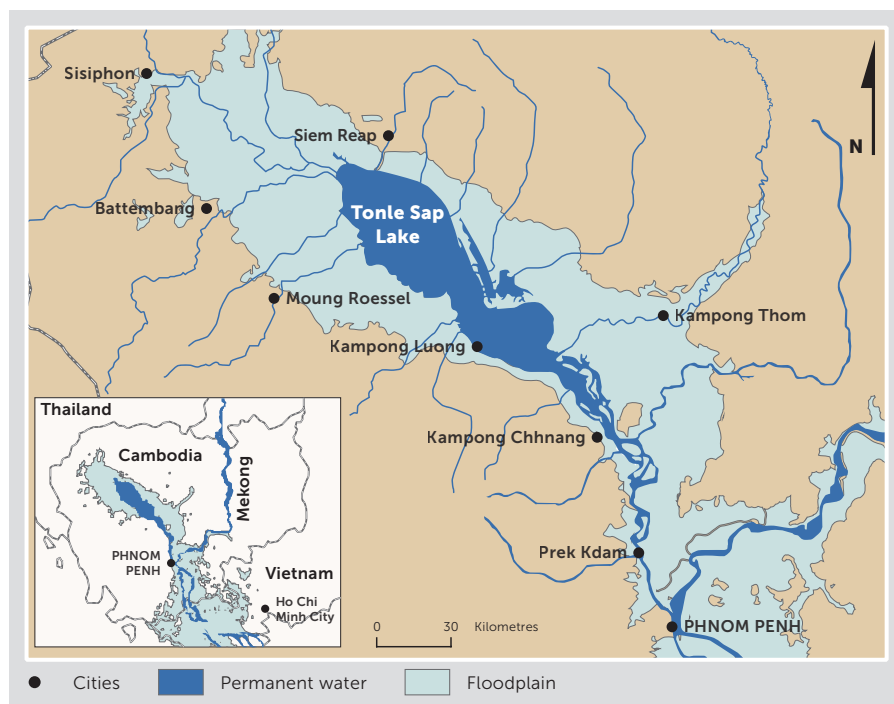 Sisiphon
Siem Reap
N
Battembang
Tonle Sap
Lake
Moung Roessel
Kampong Thom
Kampong Luong
Kampong Chhnang
Prek Kdam
PHNOM PENH
Thailand
Cambodia
Mekong
PHNOM
PENH
Vietnam
Ho Chi
Minh City
0 30 Kilometres
Cities Permanent water Floodplain